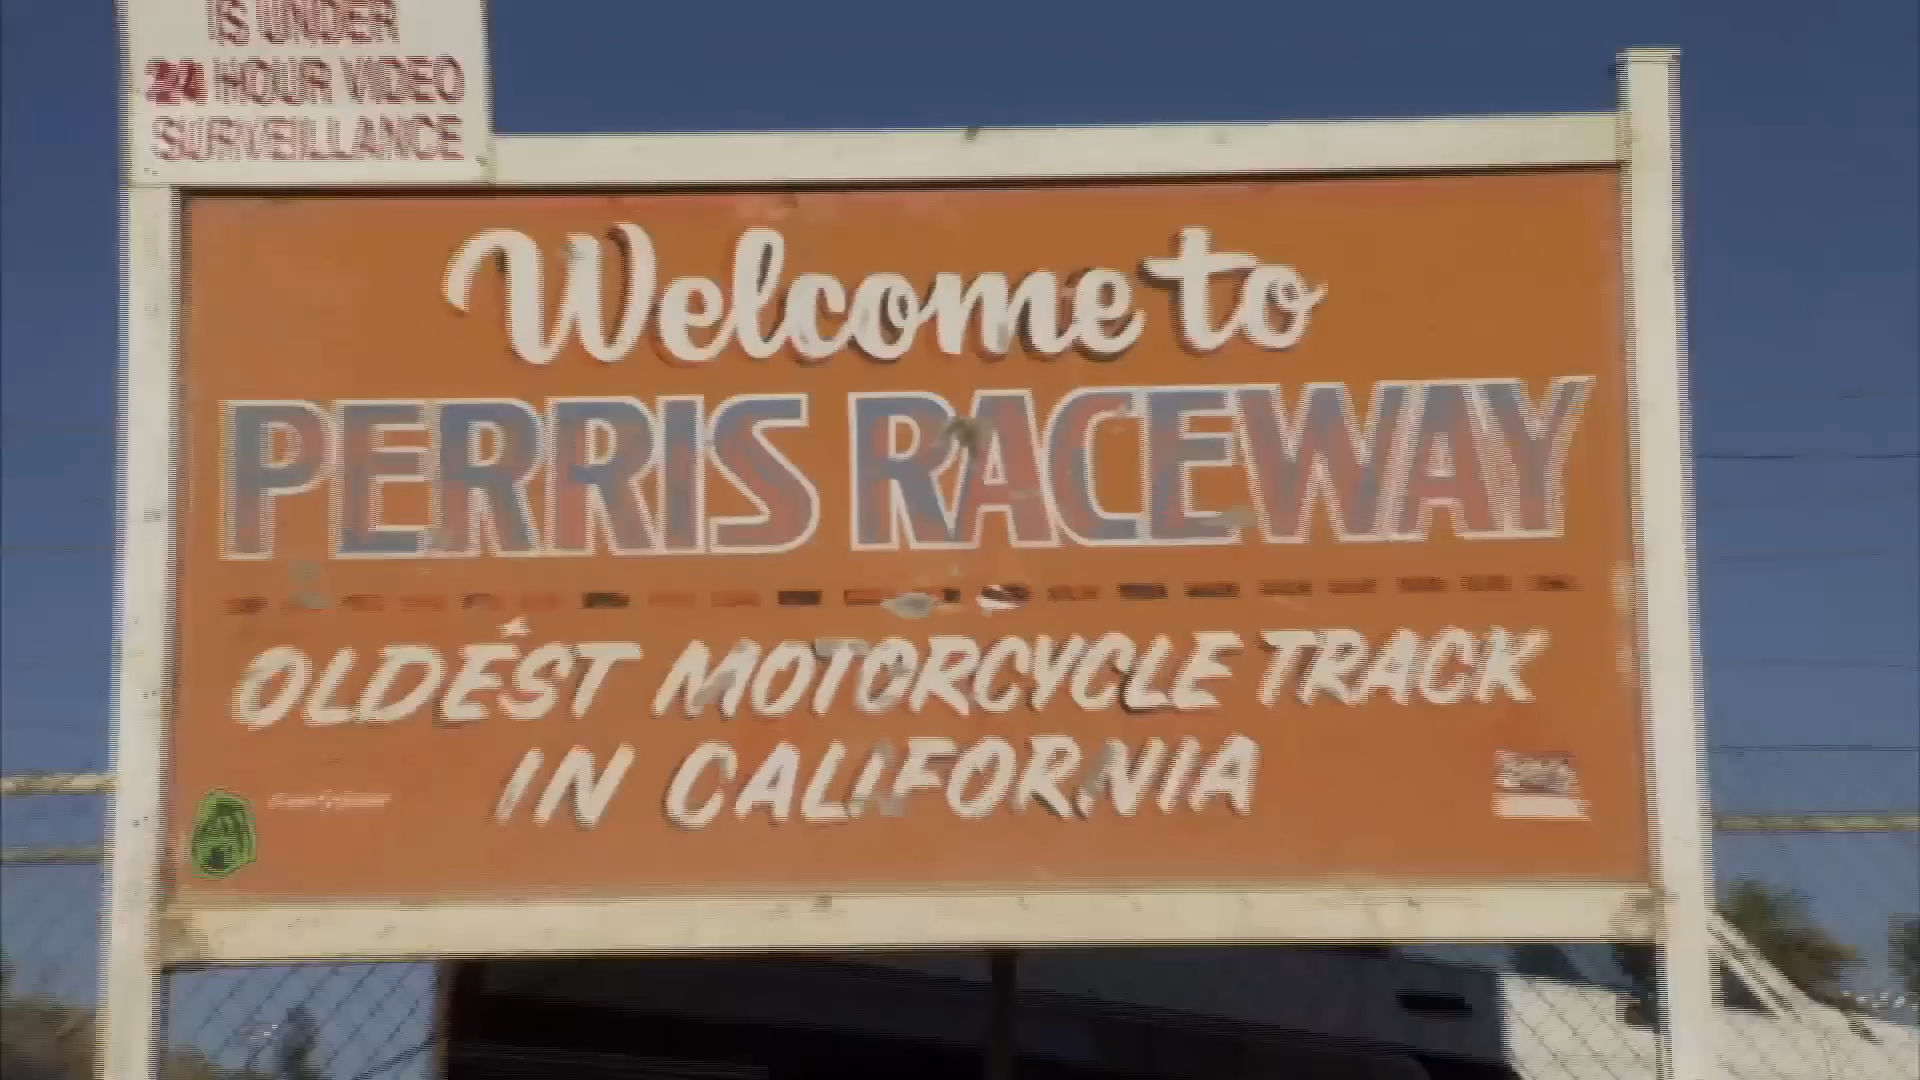 IS UNDER
24 HOUR VIDEO
SURVEILLANCE
Welcome to
PERRIS RACEWAY
OLDEST MOTORCYCLE TRACK
IN CALIFORNIA